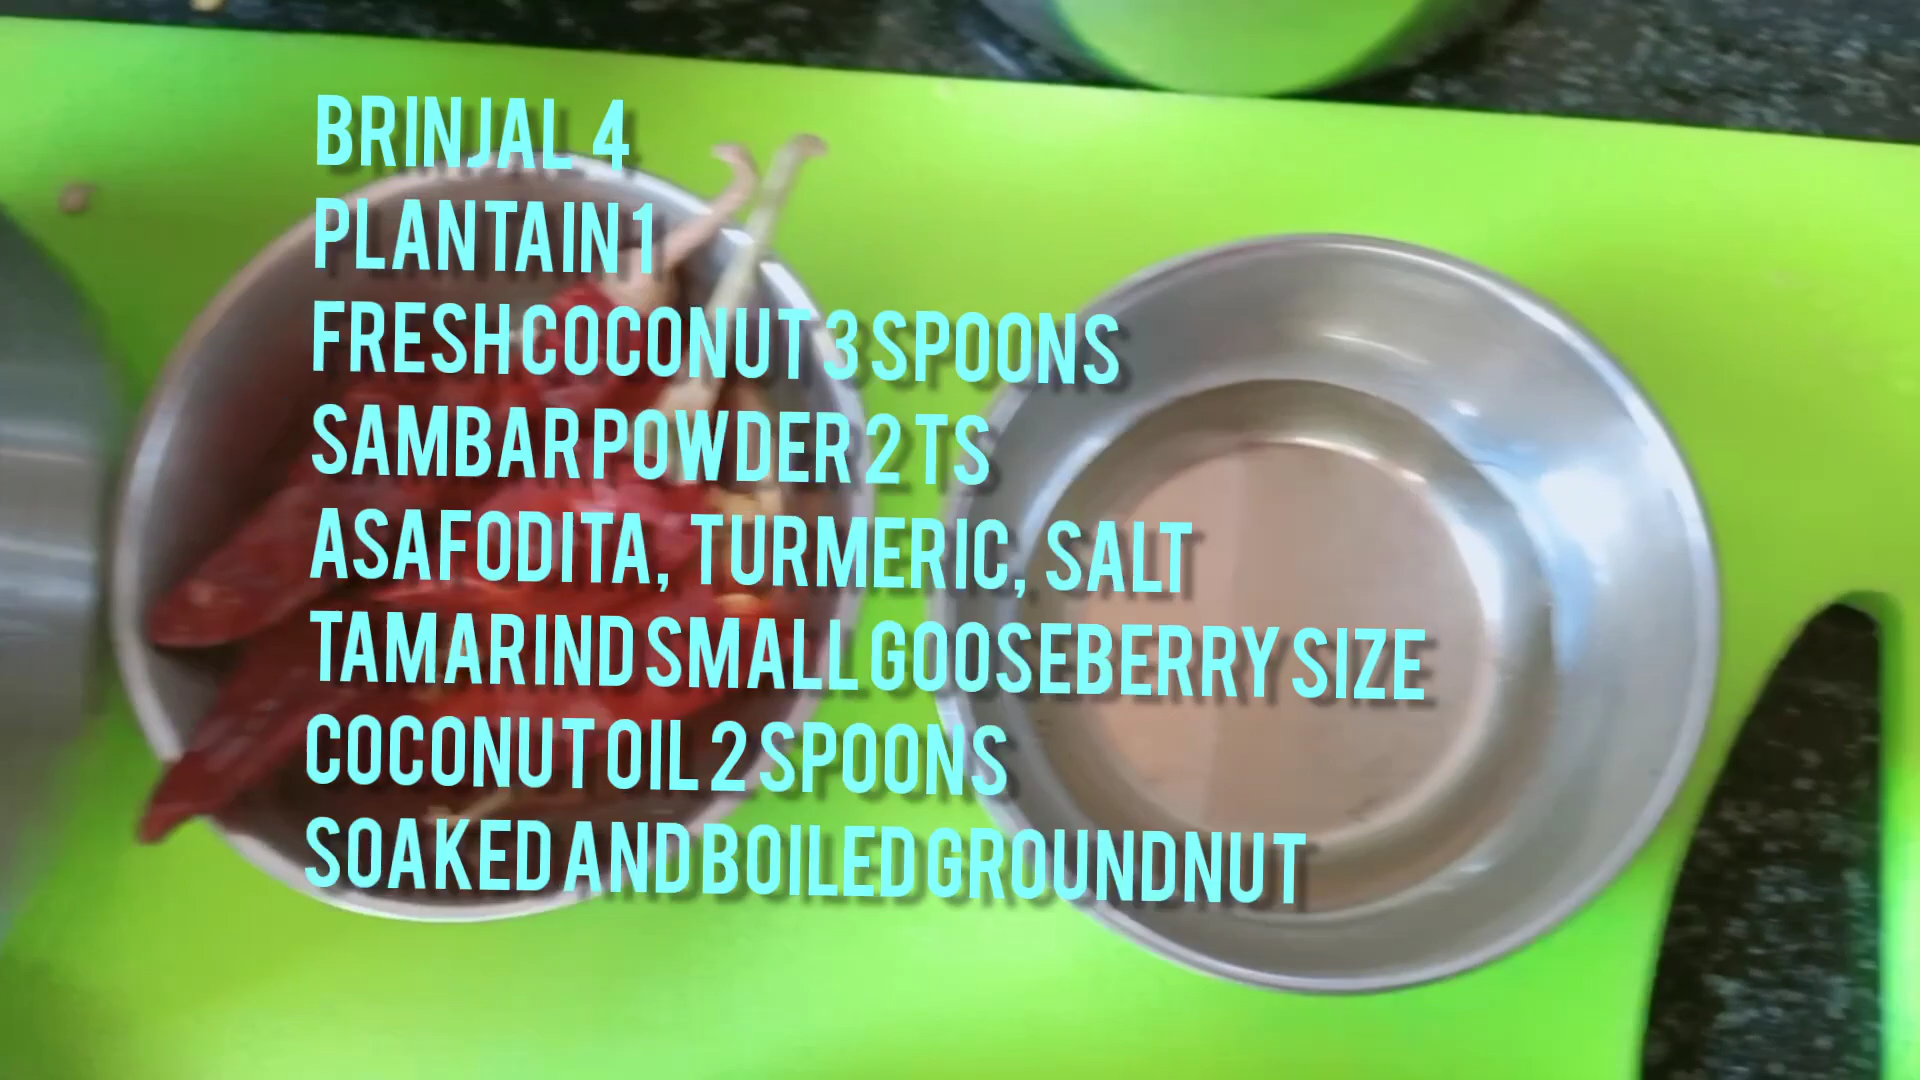 BRINJAL 4
PLANTAIN 1
FRESH COCONUT 3 SPOONS
SAMBAR POWDER 2 TS
ASAFODITA, TURMERIC, SALT
TAMARIND SMALL GOOSEBERRY SIZE
COCONUT OIL 2 SPOONS
SOAKED AND BOILED GROUNDNUT